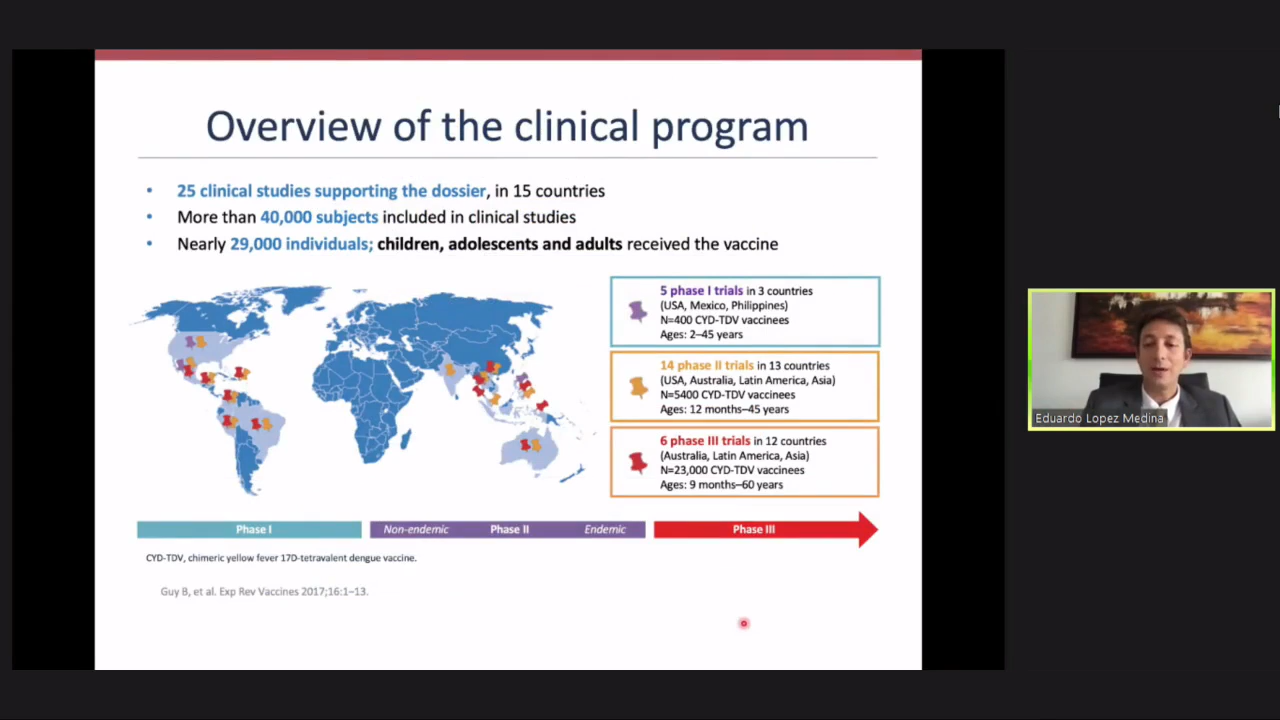 Overview of the clinical program
• 25 clinical studies supporting the dossier, in 15 countries
• More than 40,000 subjects included in clinical studies
• Nearly 29,000 individuals; children, adolescents and adults received the vaccine
5 phase I trials in 3 countries
(USA, Mexico, Philippines)
N=400 CYD-TDV vaccinees
Ages: 2–45 years
14 phase II trials in 13 countries
(USA, Australia, Latin America, Asia)
N=5400 CYD-TDV vaccinees
Ages: 12 months–45 years
6 phase III trials in 12 countries
(Australia, Latin America, Asia)
N=23,000 CYD-TDV vaccinees
Ages: 9 months–60 years
Phase I Non-endemic Phase II Endemic Phase III
CYD-TDV, chimeric yellow fever 17D-tetravalent dengue vaccine.
Guy B, et al. Exp Rev Vaccines 2017;16:1–13.
Eduardo Lopez Medina